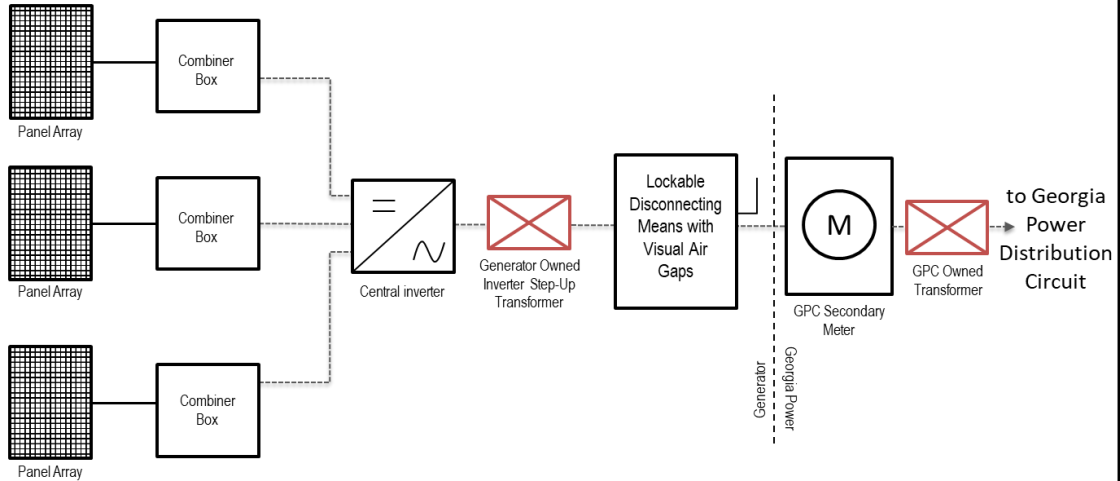 Panel Array
Combiner
Box
Panel Array
Combiner
Box
Panel Array
Combiner
Box
Central inverter
Generator Owned
Inverter Step-Up
Transformer
Lockable
Disconnecting
Means with
Visual Air
Gaps
Generator
Georgia Power
M
GPC Secondary
Meter
GPC Owned
Transformer
to Georgia
Power
Distribution
Circuit